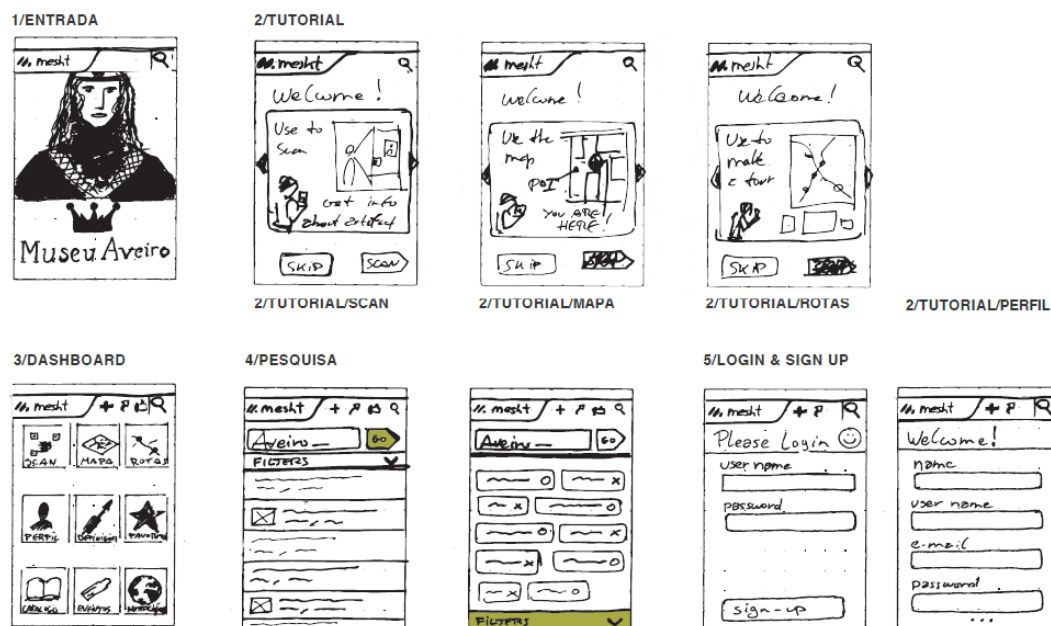 1/ENTRADA
mesht
Museu Aveiro
2/TUTORIAL
mesht
Welcome!
Use to
Scan
Get info
about artefact
SKIP
SCAN
2/TUTORIAL/SCAN
mesht
Welcome!
Use the
map
POI
YOU ARE
HERE!
SKIP
2/TUTORIAL/MAPA
mesht
Welcome!
Use to
make
a tour
SKIP
2/TUTORIAL/ROTAS
2/TUTORIAL/PERFIL
3/DASHBOARD
mesht
SCAN
MAPA
ROTAS
PERFIL
EVENTOS
4/PESQUISA
mesht
Aveiro
GO
FILTERS
mesht
Aveiro
GO
FILTERS
5/LOGIN & SIGN UP
mesht
Please Login
user name
password
sign-up
mesht
Welcome!
name
user name
e-mail
password
...